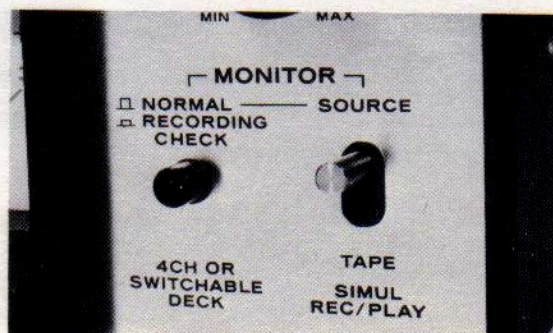 MIN MAX
MONITOR
NORMAL SOURCE
RECORDING
CHECK
4CH OR
SWITCHABLE
DECK
TAPE
SIMUL
REC/PLAY